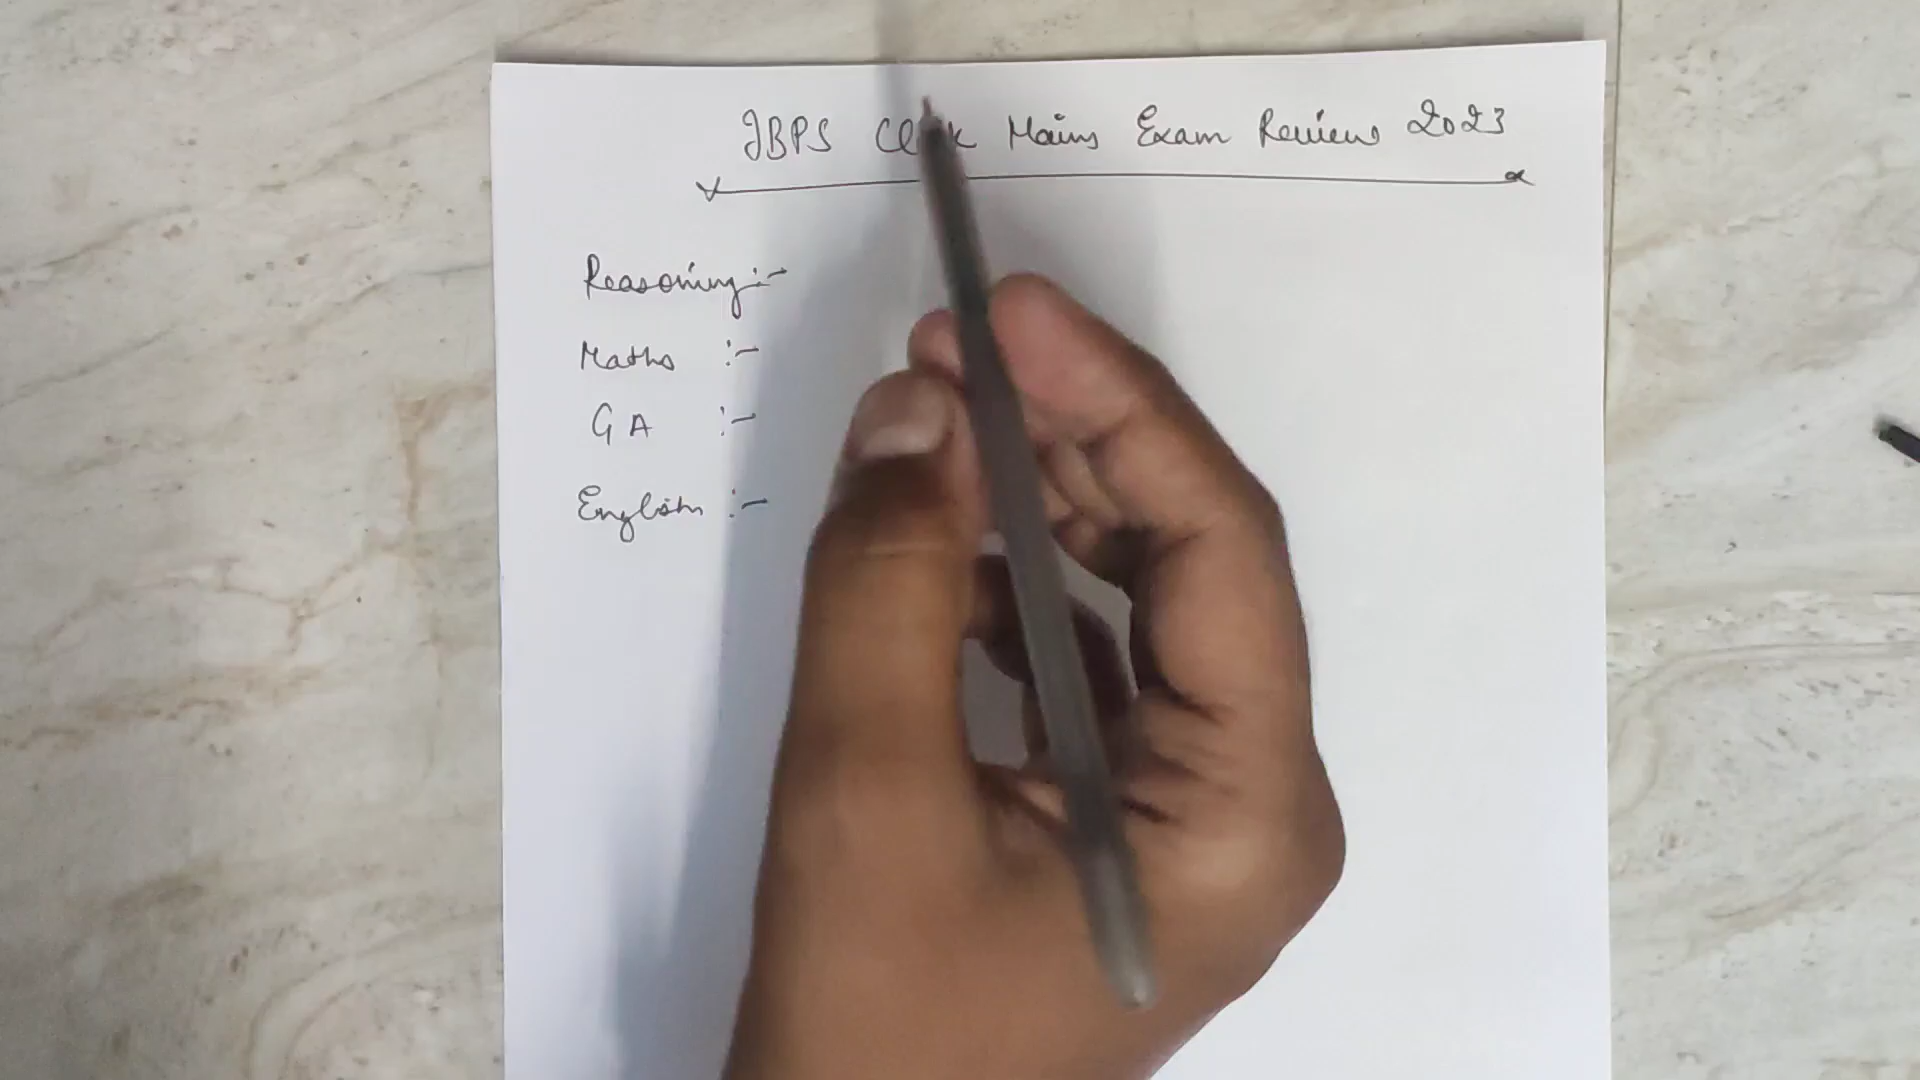 IBPS Clerk Mains Exam Review 2023
Reasoning :-
Maths :-
GA :-
English :-